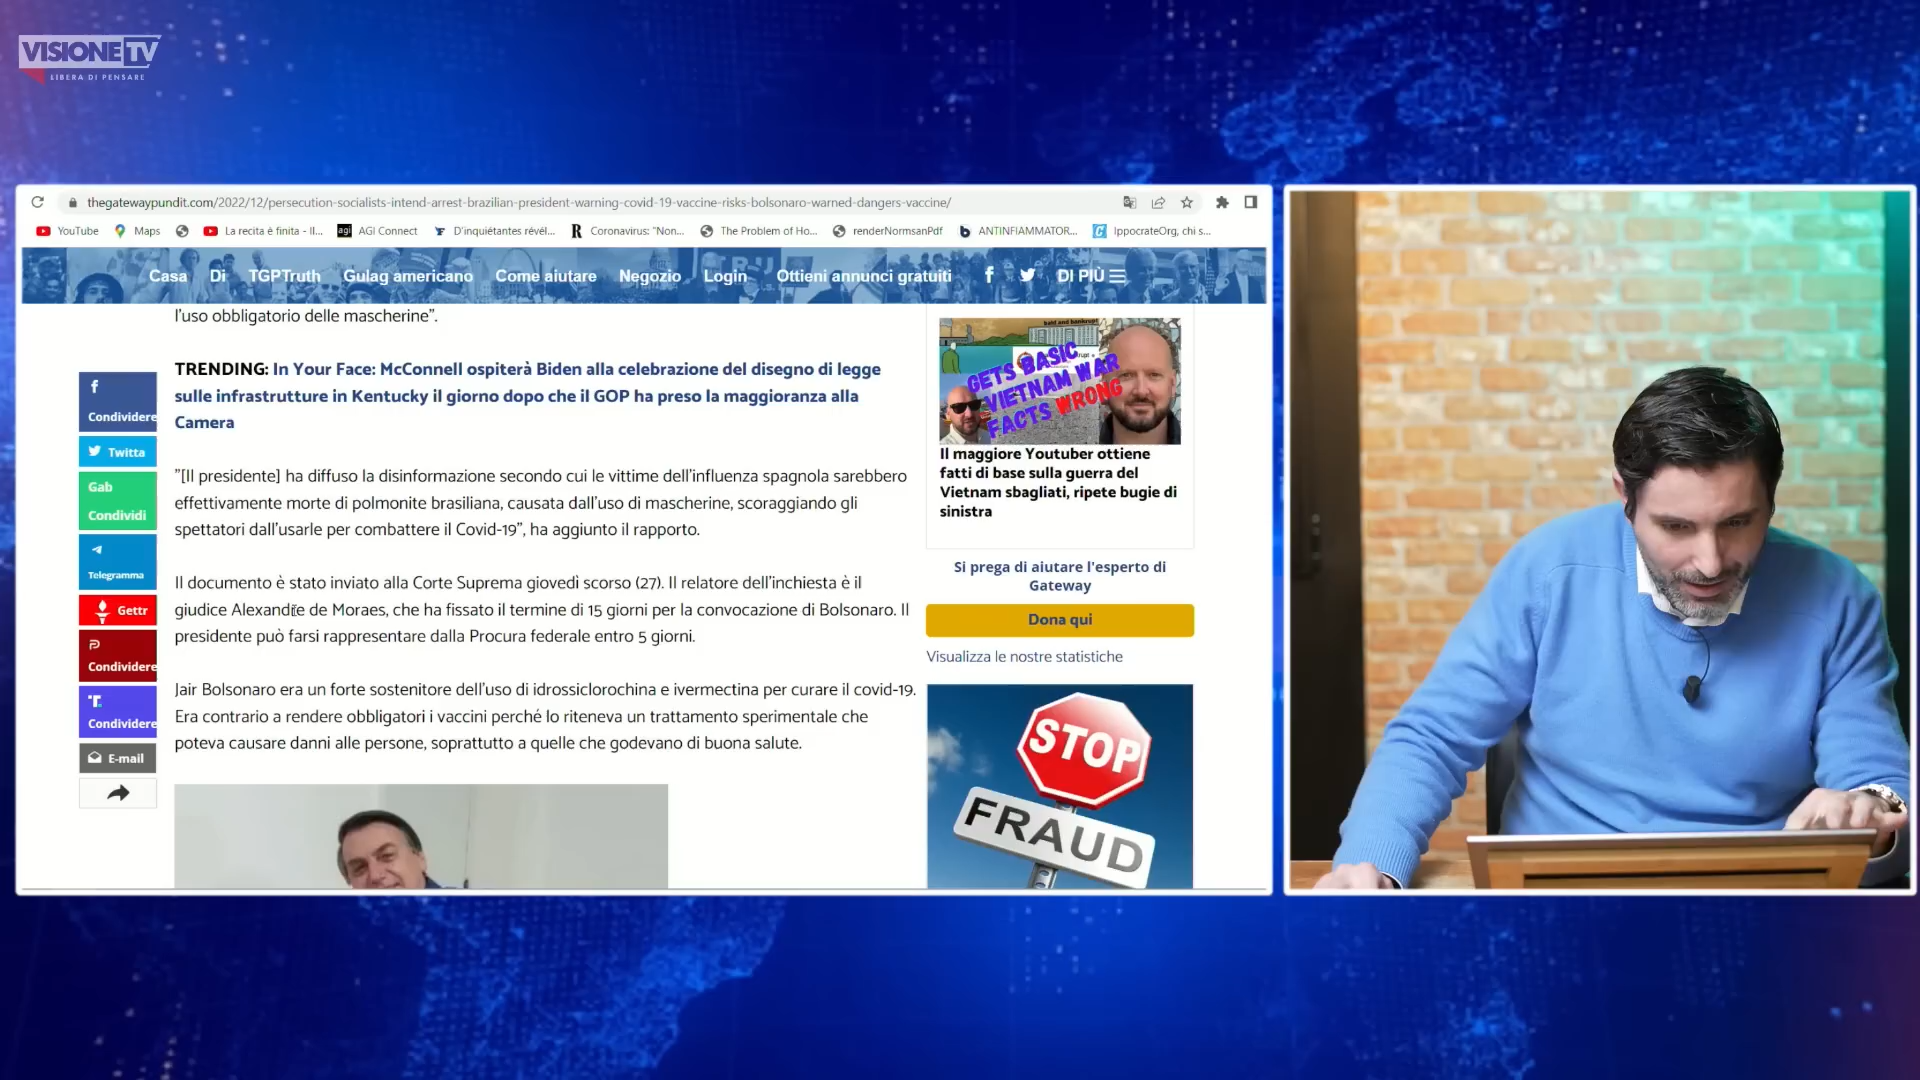 VISIONE TV
LIBERA DI PENSARE
thegatewaypundit.com/2022/12/persecution-socialists-intend-arrest-brazilian-president-warning-covid-19-vaccine-risks-bolsonaro-warned-dangers-vaccine/
YouTube
Maps
La recita è finita - Il...
agi AGI Connect
D'inquiétantes révél...
R Coronavirus: "Non...
The Problem of Ho...
renderNormsanPdf
b ANTINFIAMMATOR...
IppocrateOrg, chi s...
Casa Di TGPTruth Gulag americano Come aiutare Negozio Login Ottieni annunci gratuiti DI PIÙ
l'uso obbligatorio delle mascherine".
TRENDING: In Your Face: McConnell ospiterà Biden alla celebrazione del disegno di legge
sulle infrastrutture in Kentucky il giorno dopo che il GOP ha preso la maggioranza alla
Camera
"[Il presidente] ha diffuso la disinformazione secondo cui le vittime dell'influenza spagnola sarebbero
effettivamente morte di polmonite brasiliana, causata dall'uso di mascherine, scoraggiando gli
spettatori dall'usarle per combattere il Covid-19", ha aggiunto il rapporto.
Il documento è stato inviato alla Corte Suprema giovedì scorso (27). Il relatore dell'inchiesta è il
giudice Alexandre de Moraes, che ha fissato il termine di 15 giorni per la convocazione di Bolsonaro. Il
presidente può farsi rappresentare dalla Procura federale entro 5 giorni.
Jair Bolsonaro era un forte sostenitore dell'uso di idrossiclorochina e ivermectina per curare il covid-19.
Era contrario a rendere obbligatori i vaccini perché lo riteneva un trattamento sperimentale che
poteva causare danni alle persone, soprattutto a quelle che godevano di buona salute.
Condividere
Twitta
Gab
Condividi
Telegramma
Gettr
Condividere
Condividere
E-mail
bald and bankrupt
GETS BASIC
VIETNAM WAR
FACTS WRONG
Il maggiore Youtuber ottiene
fatti di base sulla guerra del
Vietnam sbagliati, ripete bugie di
sinistra
Si prega di aiutare l'esperto di
Gateway
Dona qui
Visualizza le nostre statistiche
STOP
FRAUD